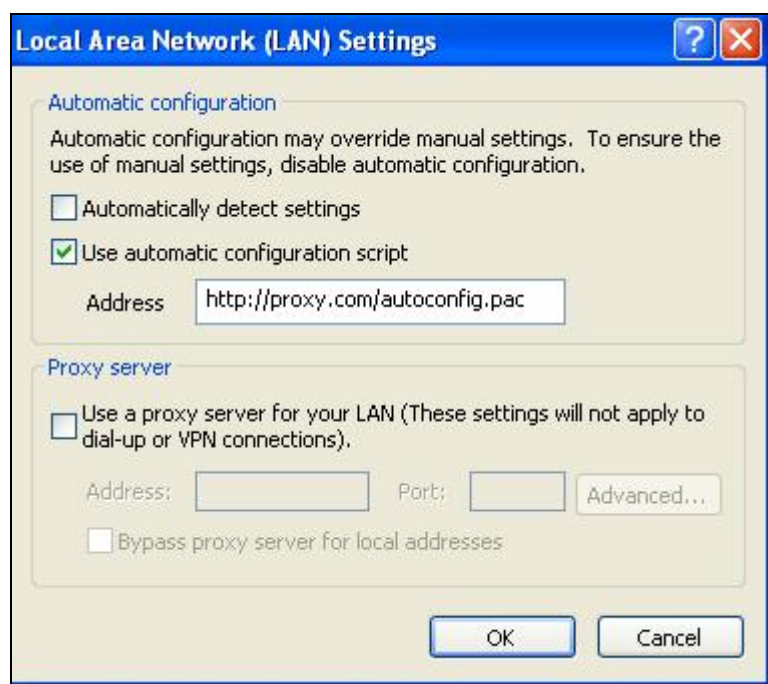 Local Area Network (LAN) Settings
Automatic configuration
Automatic configuration may override manual settings. To ensure the
use of manual settings, disable automatic configuration.
Automatically detect settings
Use automatic configuration script
Address http://proxy.com/autoconfig.pac
Proxy server
Use a proxy server for your LAN (These settings will not apply to
dial-up or VPN connections).
Address: Port: Advanced...
Bypass proxy server for local addresses
OK Cancel